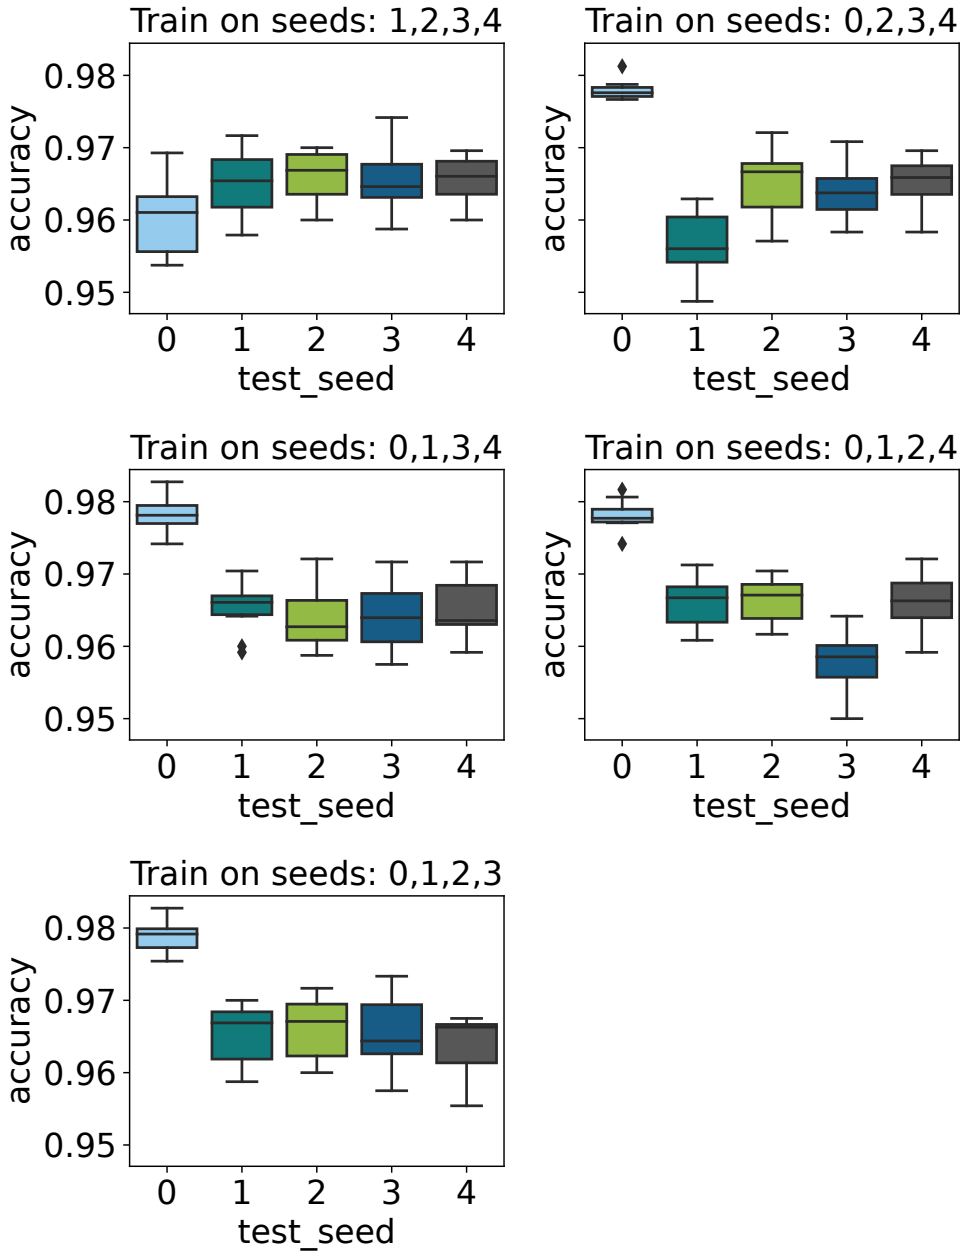 Train on seeds: 1,2,3,4
accuracy
0.98
0.97
0.96
0.95
0 1 2 3 4
test_seed
Train on seeds: 0,2,3,4
accuracy
0 1 2 3 4
test_seed
Train on seeds: 0,1,3,4
accuracy
0.98
0.97
0.96
0.95
0 1 2 3 4
test_seed
Train on seeds: 0,1,2,4
accuracy
0 1 2 3 4
test_seed
Train on seeds: 0,1,2,3
accuracy
0.98
0.97
0.96
0.95
0 1 2 3 4
test_seed